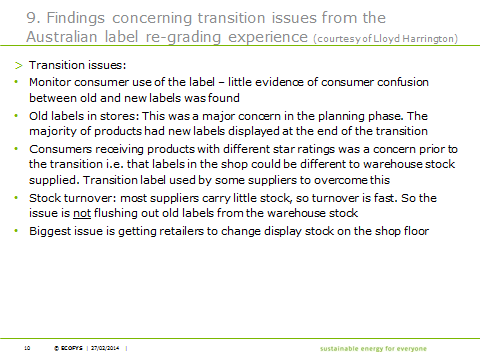 9. Findings concerning transition issues from the
Australian label re-grading experience (courtesy of Lloyd Harrington)
> Transition issues:
• Monitor consumer use of the label – little evidence of consumer confusion
between old and new labels was found
• Old labels in stores: This was a major concern in the planning phase. The
majority of products had new labels displayed at the end of the transition
• Consumers receiving products with different star ratings was a concern prior to
the transition i.e. that labels in the shop could be different to warehouse stock
supplied. Transition label used by some suppliers to overcome this
• Stock turnover: most suppliers carry little stock, so turnover is fast. So the
issue is not flushing out old labels from the warehouse stock
• Biggest issue is getting retailers to change display stock on the shop floor
10 © ECOFYS | 27/02/2014 | sustainable energy for everyone